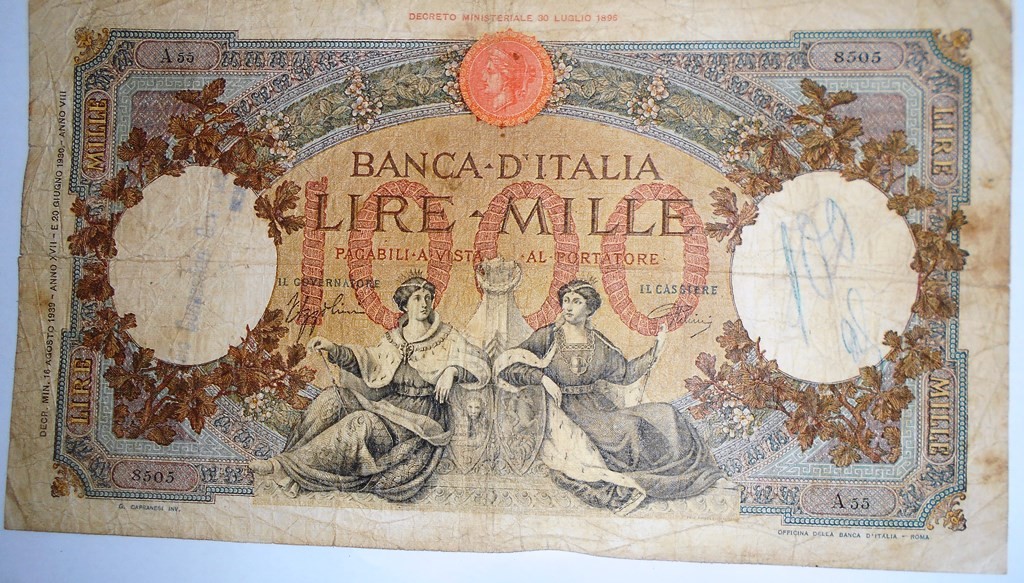 DECRETO MINISTERIALE 30 LUGLIO 1896
A 55
8505
LIRE MILLE
LIRE MILLE
DECR. MIN. 16 AGOSTO 1939 - ANNO XVII - E 20 GIUGNO 1930 - ANNO VIII
BANCA·D'ITALIA
1000
LIRE - MILLE
PAGABILI·A·VISTA AL·PORTATORE
IL GOVERNATORE
IL CASSIERE
8505
A 55
G. CAPRANESI INV.
OFFICINA DELLA BANCA D'ITALIA - ROMA